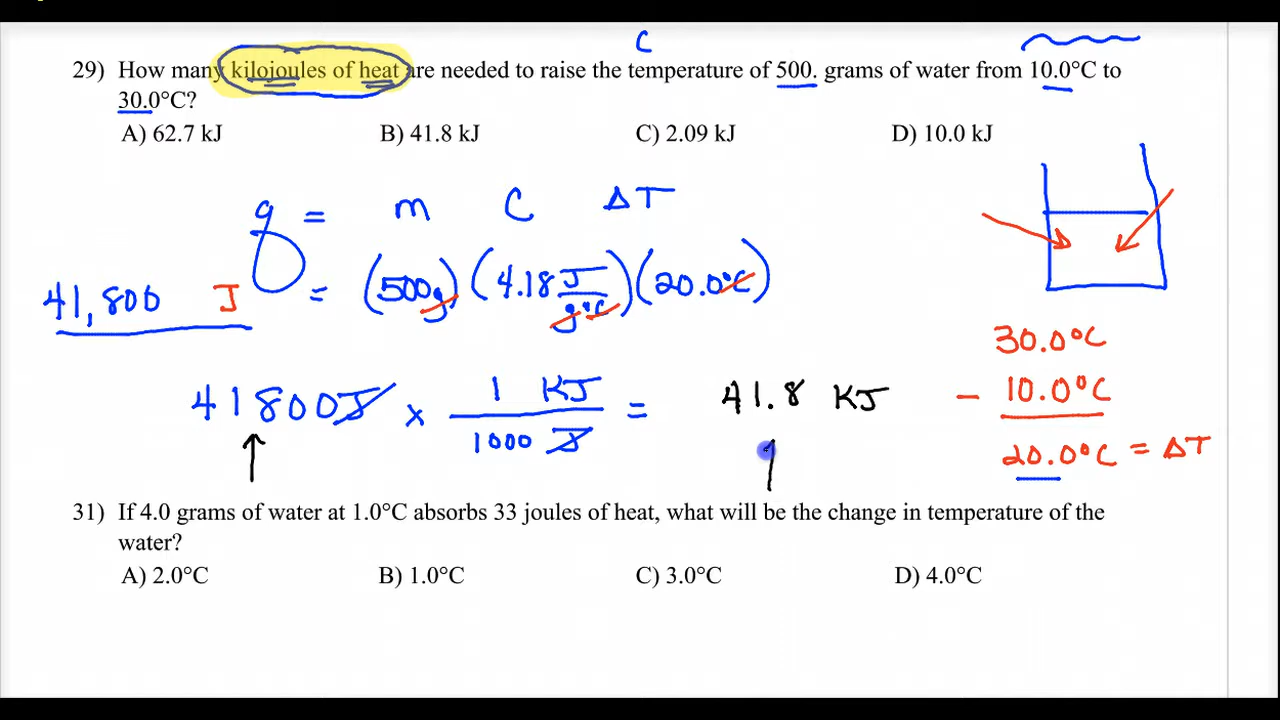 C
29) How many kilojoules of heat are needed to raise the temperature of 500. grams of water from 10.0°C to
30.0°C?
A) 62.7 kJ B) 41.8 kJ C) 2.09 kJ D) 10.0 kJ
q = m C ΔT
41,800 J = (500g) (4.18 J/g°C) (20.0°C)
30.0°C
- 10.0°C
20.0°C = ΔT
41800J × 1 KJ / 1000 J = 41.8 KJ
31) If 4.0 grams of water at 1.0°C absorbs 33 joules of heat, what will be the change in temperature of the
water?
A) 2.0°C B) 1.0°C C) 3.0°C D) 4.0°C